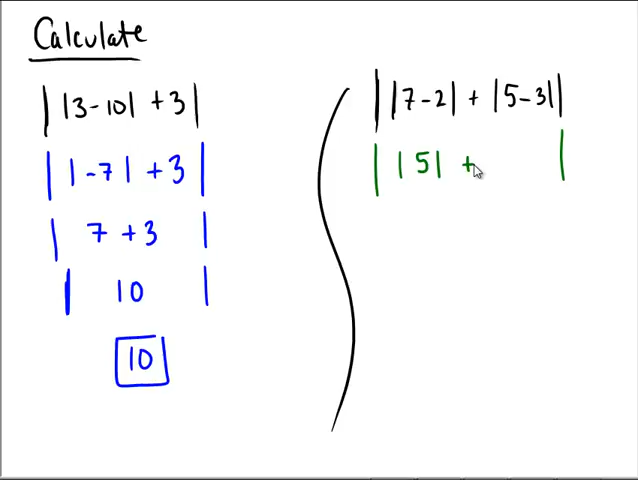 Calculate
||3-10| +3|
||-7| +3|
| 7 +3 |
| 10 |
10
||7-2| + |5-3||
| |5| + |